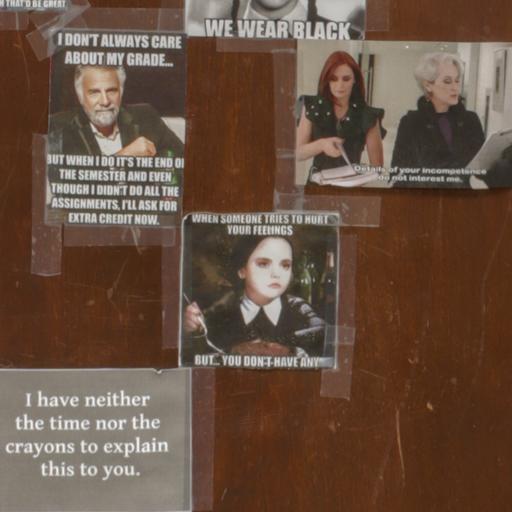 THAT'D BE GREAT
WE WEAR BLACK
I DON'T ALWAYS CARE
ABOUT MY GRADE...
BUT WHEN I DO IT'S THE END OF
THE SEMESTER AND EVEN
THOUGH I DIDN'T DO ALL THE
ASSIGNMENTS, I'LL ASK FOR
EXTRA CREDIT NOW.
Details of your incompetence
do not interest me.
WHEN SOMEONE TRIES TO HURT
YOUR FEELINGS
BUT... YOU DON'T HAVE ANY
I have neither
the time nor the
crayons to explain
this to you.